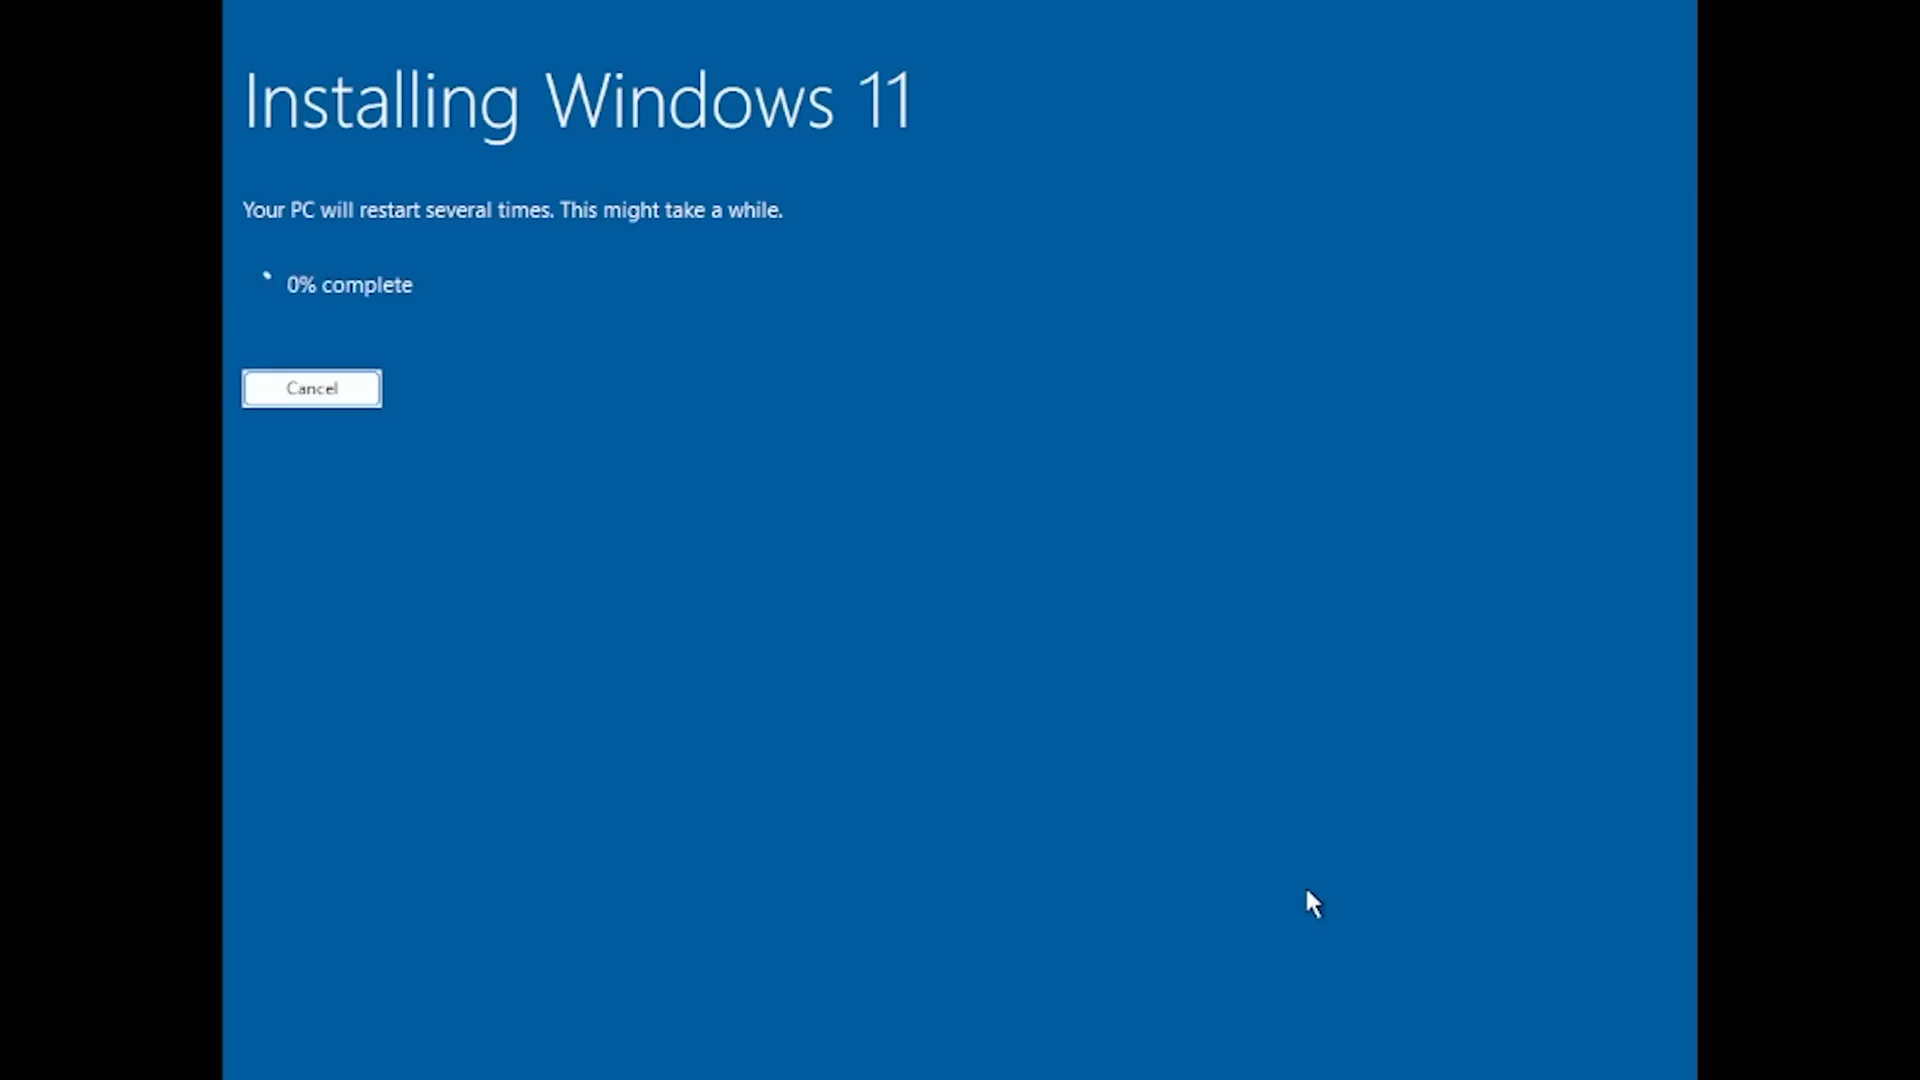 Installing Windows 11
Your PC will restart several times. This might take a while.
0% complete
Cancel